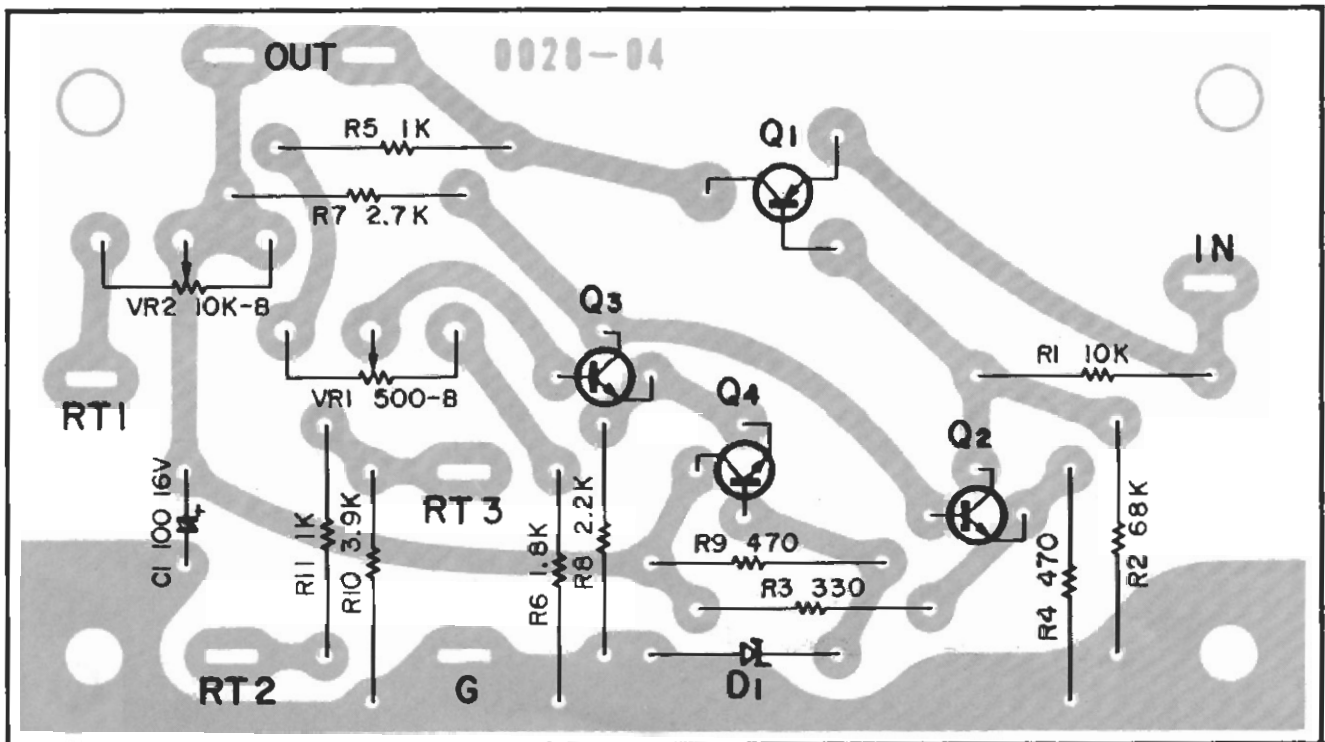 OUT
0028-04
R5 1K
Q1
R7 2.7K
IN
VR2 10K-B
Q3
R1 10K
VR1 500-B
Q4
RT1
Q2
RT3
C1 100 16V
+
R11 1K
R10 3.9K
R6 1.8K
R8 2.2K
R9 470
R3 330
R4 470
R2 68K
RT2
G
D1